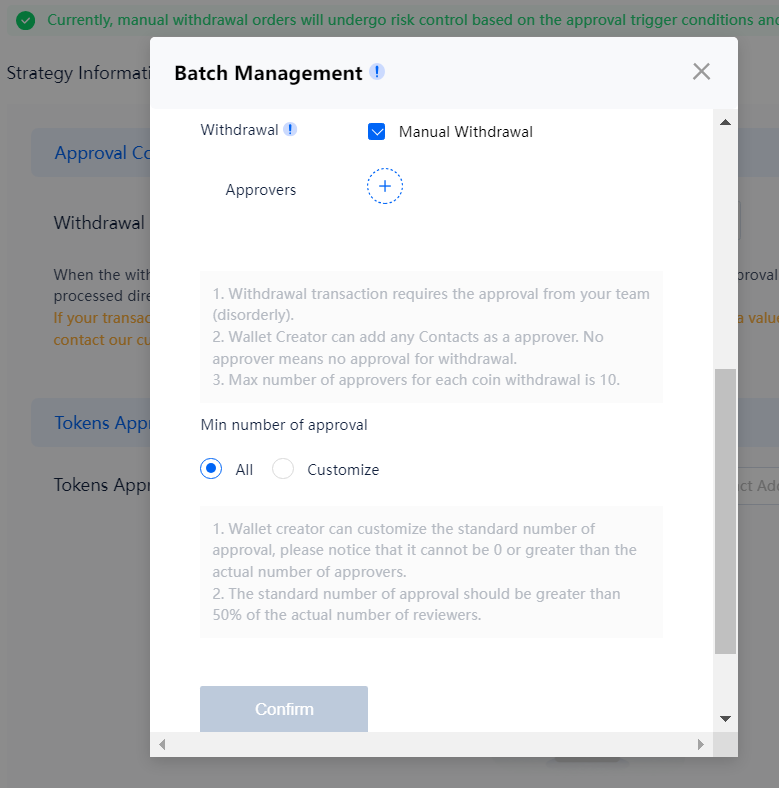 Currently, manual withdrawal orders will undergo risk control based on the approval trigger conditions and
Strategy Informati
Batch Management
Approval Co
Withdrawal
Manual Withdrawal
Approvers
Withdrawal
When the with
proval
processed dire
If your transac
a value
contact our cu
1. Withdrawal transaction requires the approval from your team
(disorderly).
2. Wallet Creator can add any Contacts as a approver. No
approver means no approval for withdrawal.
3. Max number of approvers for each coin withdrawal is 10.
Tokens Appr
Min number of approval
All
Customize
Tokens Appr
ct Add
1. Wallet creator can customize the standard number of
approval, please notice that it cannot be 0 or greater than the
actual number of approvers.
2. The standard number of approval should be greater than
50% of the actual number of reviewers.
Confirm